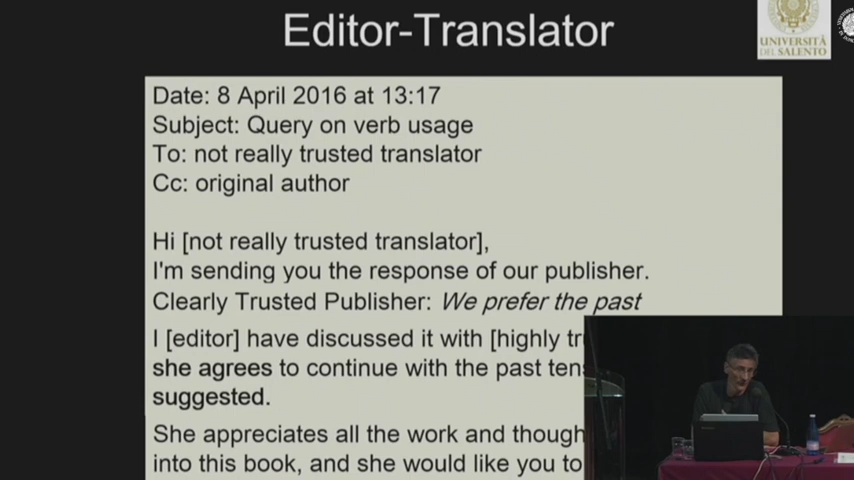 Editor-Translator
UNIVERSITÀ
DEL SALENTO
Date: 8 April 2016 at 13:17
Subject: Query on verb usage
To: not really trusted translator
Cc: original author
Hi [not really trusted translator],
I'm sending you the response of our publisher.
Clearly Trusted Publisher: We prefer the past
I [editor] have discussed it with [highly tr
she agrees to continue with the past ten
suggested.
She appreciates all the work and though
into this book, and she would like you to